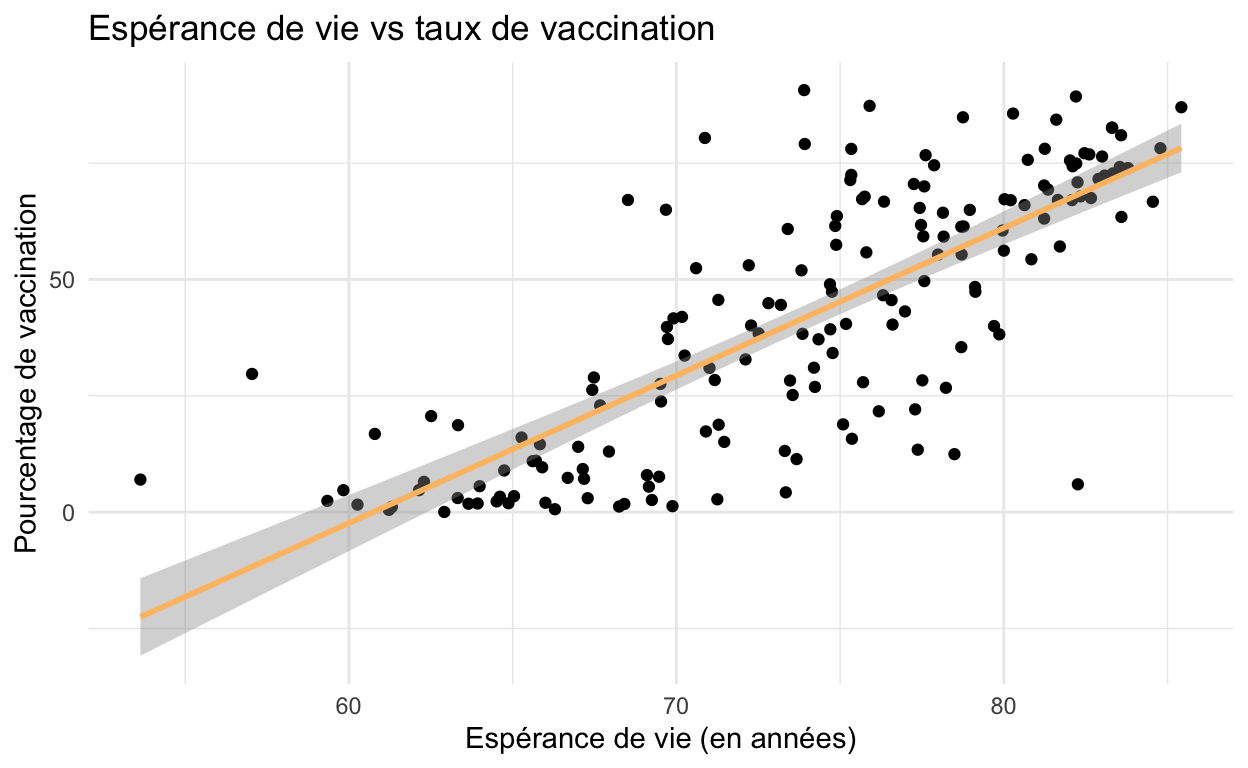 Espérance de vie vs taux de vaccination
Pourcentage de vaccination
50
0
60
70
80
Espérance de vie (en années)